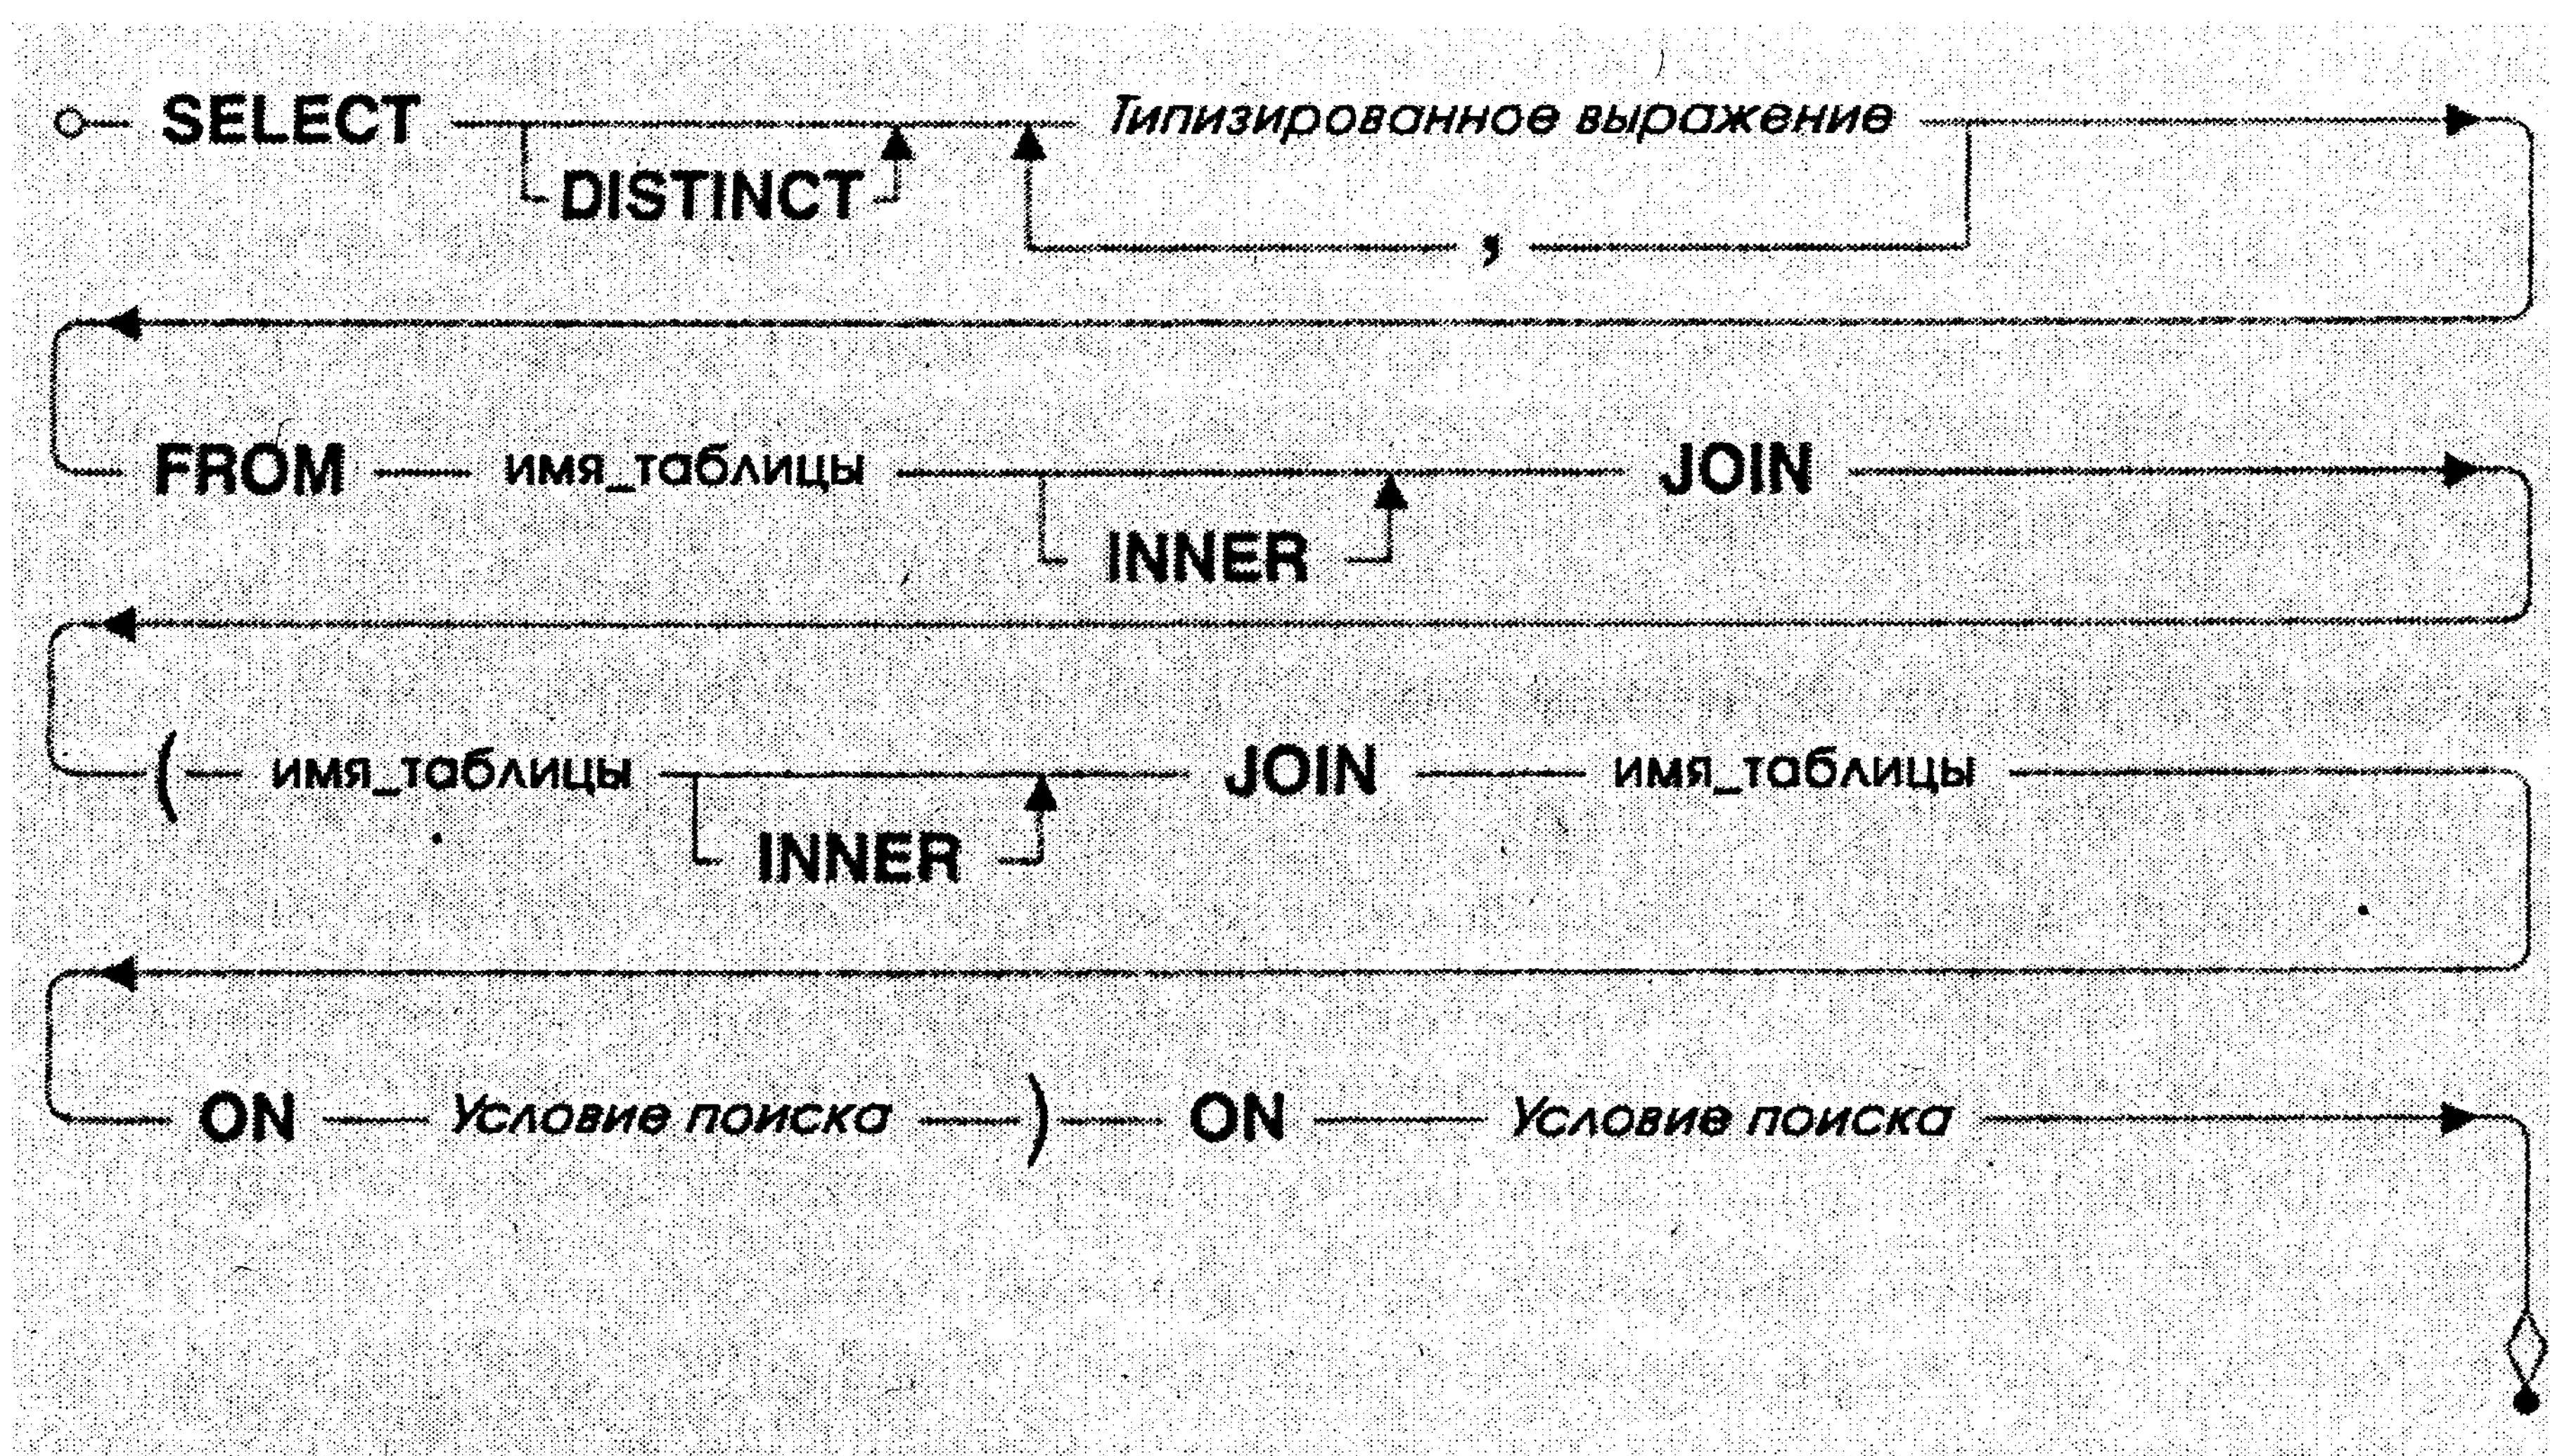 SELECT Типизированное выражение
DISTINCT
,
FROM имя_таблицы JOIN
INNER
( имя_таблицы JOIN имя_таблицы
INNER
ON Условие поиска ) ON Условие поиска